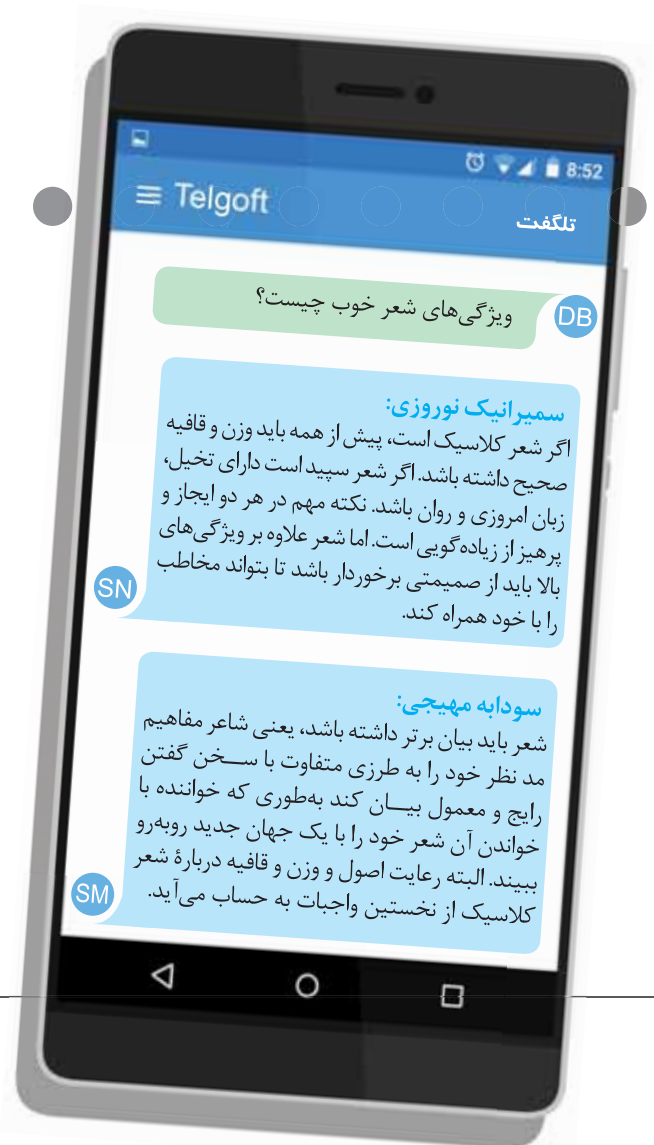 8:52
Telgoft
تلگفت
ویژگی‌های شعر خوب چیست؟
DB
سمیرانیک نوروزی:
اگر شعر کلاسیک است، پیش از همه باید وزن و قافیه
صحیح داشته باشد. اگر شعر سپید است دارای تخیل،
زبان امروزی و روان باشد. نکته مهم در هر دو ایجاز و
پرهیز از زیاده‌گویی است. اما شعر علاوه بر ویژگی‌های
بالا باید از صمیمتی برخوردار باشد تا بتواند مخاطب
را با خود همراه کند.
SN
سودابه مهیجی:
شعر باید بیان برتر داشته باشد، یعنی شاعر مفاهیم
مد نظر خود را به طرزی متفاوت با سـخن گفتن
رایج و معمول بیـان کند به‌طوری که خواننده با
خواندن آن شعر خود را با یک جهان جدید روبه‌رو
ببیند. البته رعایت اصول و وزن و قافیه دربارهٔ شعر
کلاسیک از نخستین واجبات به حساب می‌آید.
SM